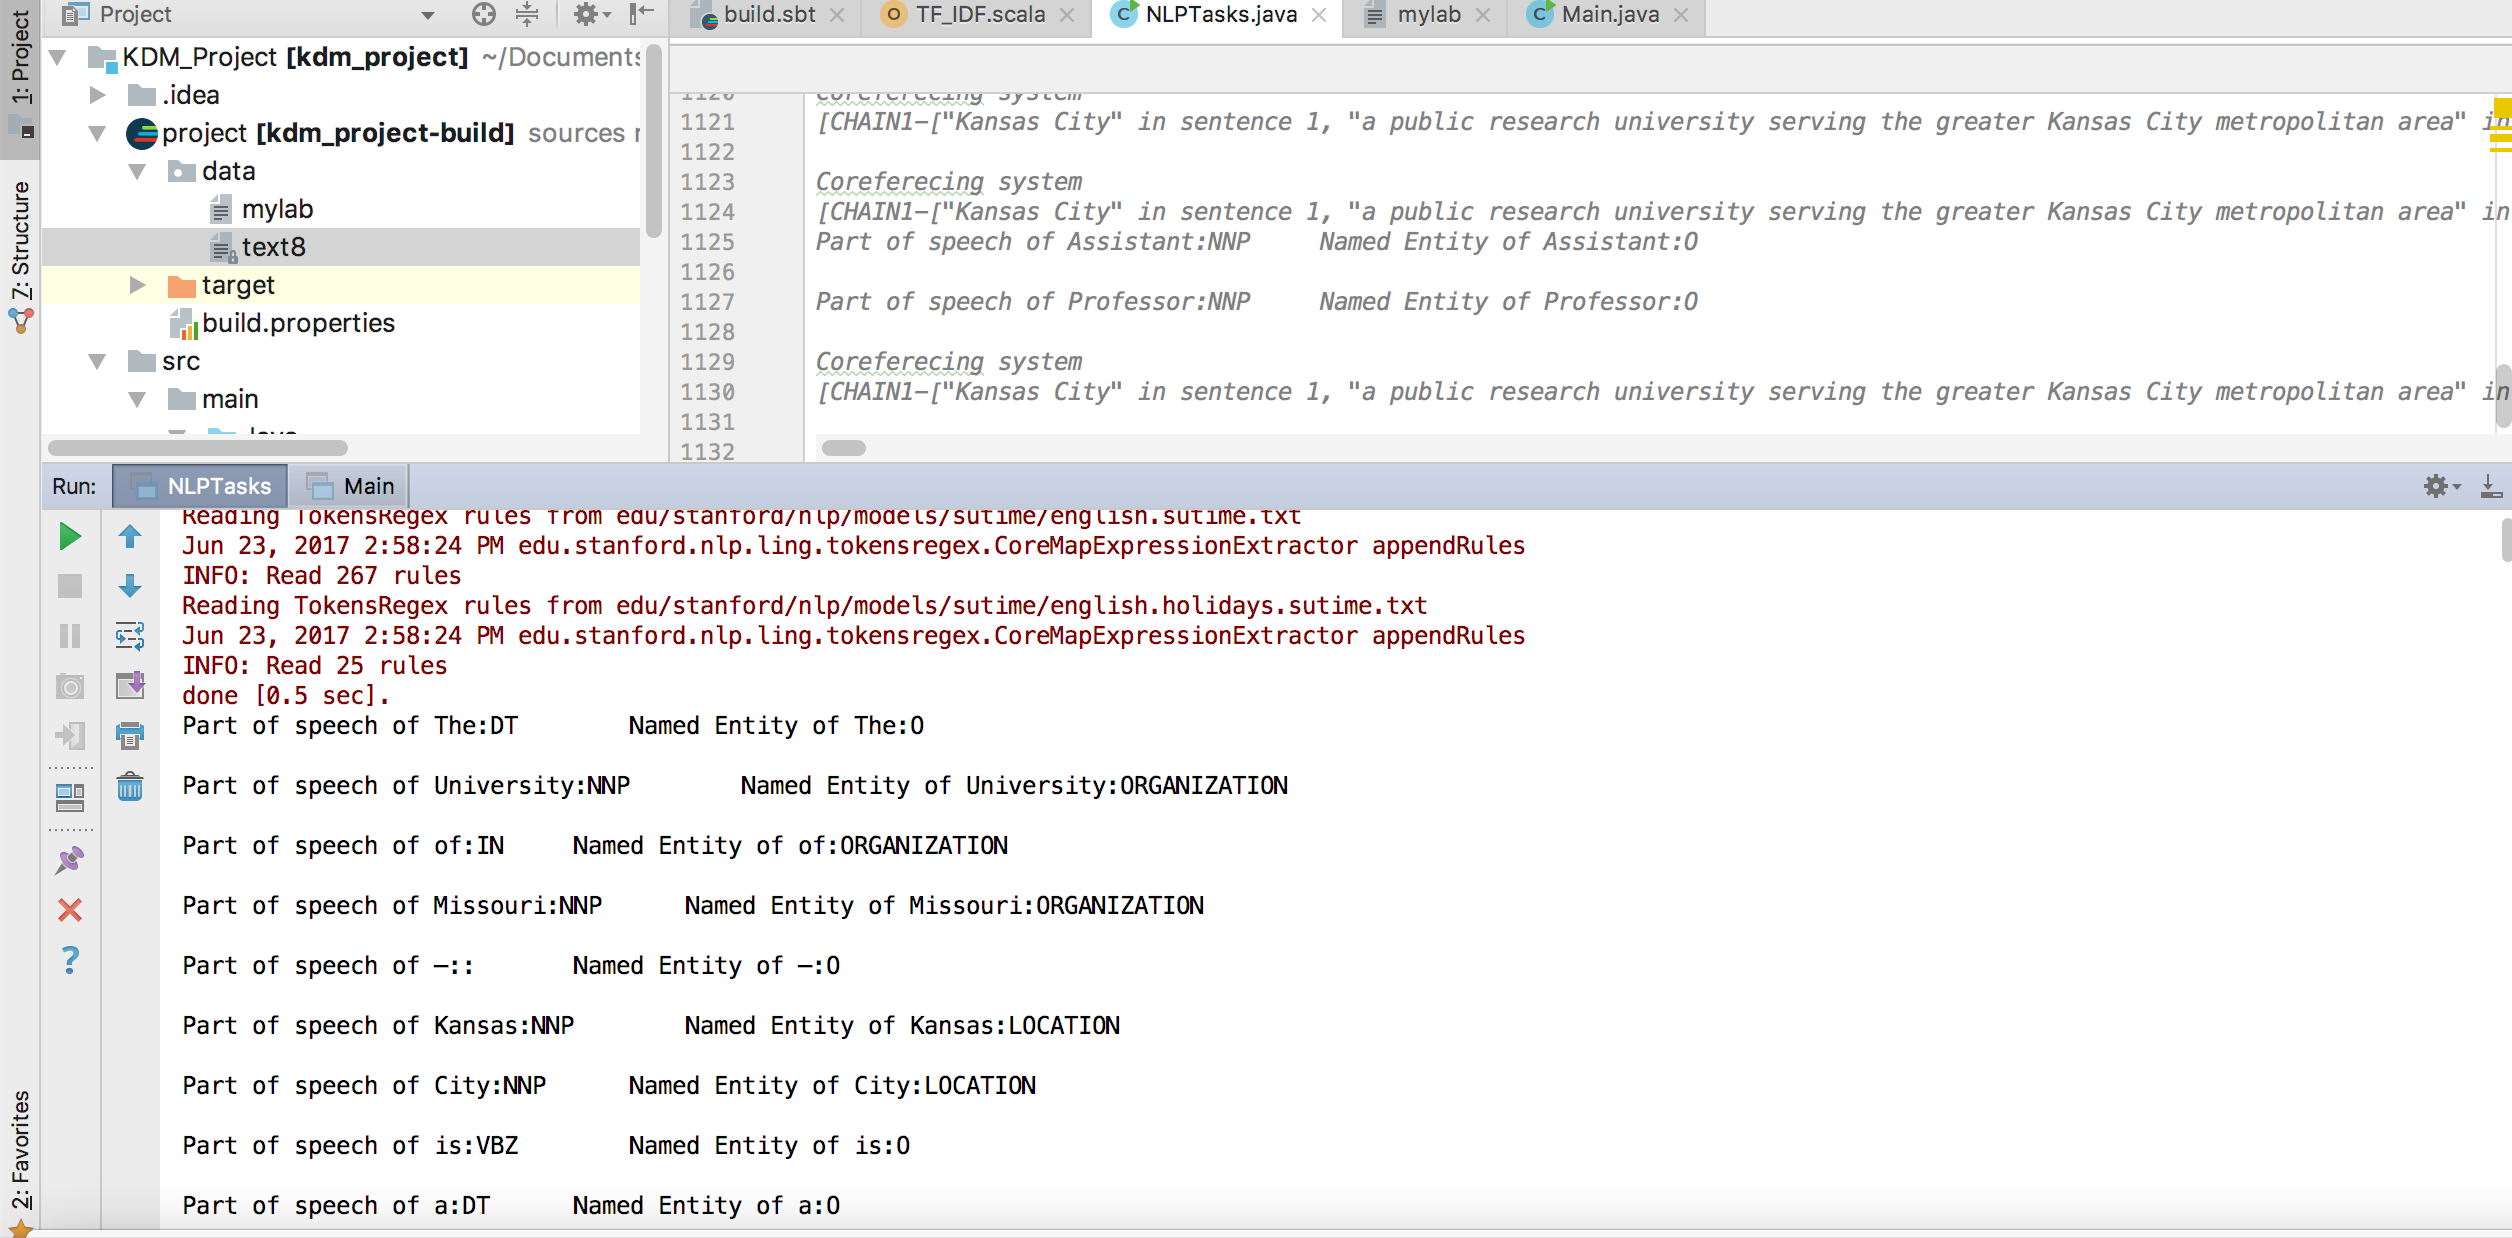 Project
build.sbt
TF_IDF.scala
NLPTasks.java
mylab
Main.java
1: Project
7: Structure
2: Favorites
KDM_Project [kdm_project] ~/Documents
.idea
project [kdm_project-build] sources r
data
mylab
text8
target
build.properties
src
main
1120 Coreferecing system
1121 [CHAIN1-["Kansas City" in sentence 1, "a public research university serving the greater Kansas City metropolitan area" in
1122
1123 Coreferecing system
1124 [CHAIN1-["Kansas City" in sentence 1, "a public research university serving the greater Kansas City metropolitan area" in
1125 Part of speech of Assistant:NNP Named Entity of Assistant:O
1126
1127 Part of speech of Professor:NNP Named Entity of Professor:O
1128
1129 Coreferecing system
1130 [CHAIN1-["Kansas City" in sentence 1, "a public research university serving the greater Kansas City metropolitan area" in
1131
1132
Run: NLPTasks Main
Reading TokensRegex rules from edu/stanford/nlp/models/sutime/english.sutime.txt
Jun 23, 2017 2:58:24 PM edu.stanford.nlp.ling.tokensregex.CoreMapExpressionExtractor appendRules
INFO: Read 267 rules
Reading TokensRegex rules from edu/stanford/nlp/models/sutime/english.holidays.sutime.txt
Jun 23, 2017 2:58:24 PM edu.stanford.nlp.ling.tokensregex.CoreMapExpressionExtractor appendRules
INFO: Read 25 rules
done [0.5 sec].
Part of speech of The:DT Named Entity of The:O
Part of speech of University:NNP Named Entity of University:ORGANIZATION
Part of speech of of:IN Named Entity of of:ORGANIZATION
Part of speech of Missouri:NNP Named Entity of Missouri:ORGANIZATION
Part of speech of –:: Named Entity of –:O
Part of speech of Kansas:NNP Named Entity of Kansas:LOCATION
Part of speech of City:NNP Named Entity of City:LOCATION
Part of speech of is:VBZ Named Entity of is:O
Part of speech of a:DT Named Entity of a:O